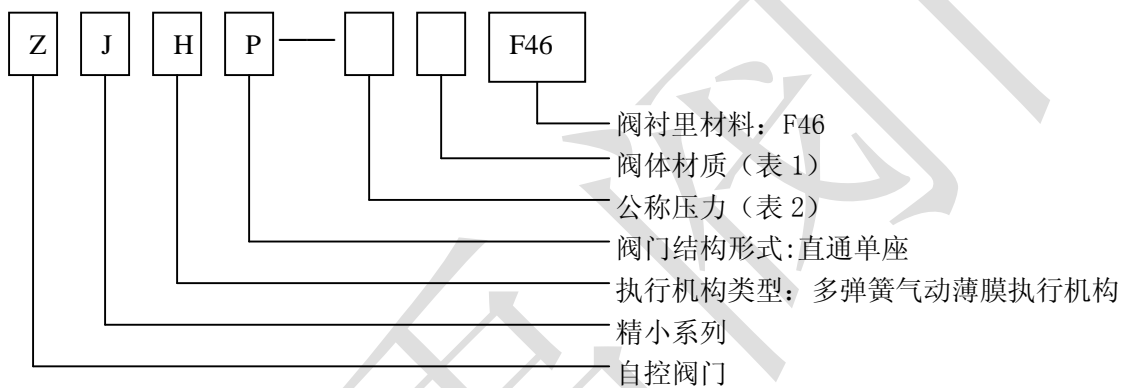 Z J H P —— F46
阀衬里材料：F46
阀体材质（表 1）
公称压力（表 2）
阀门结构形式:直通单座
执行机构类型：多弹簧气动薄膜执行机构
精小系列
自控阀门